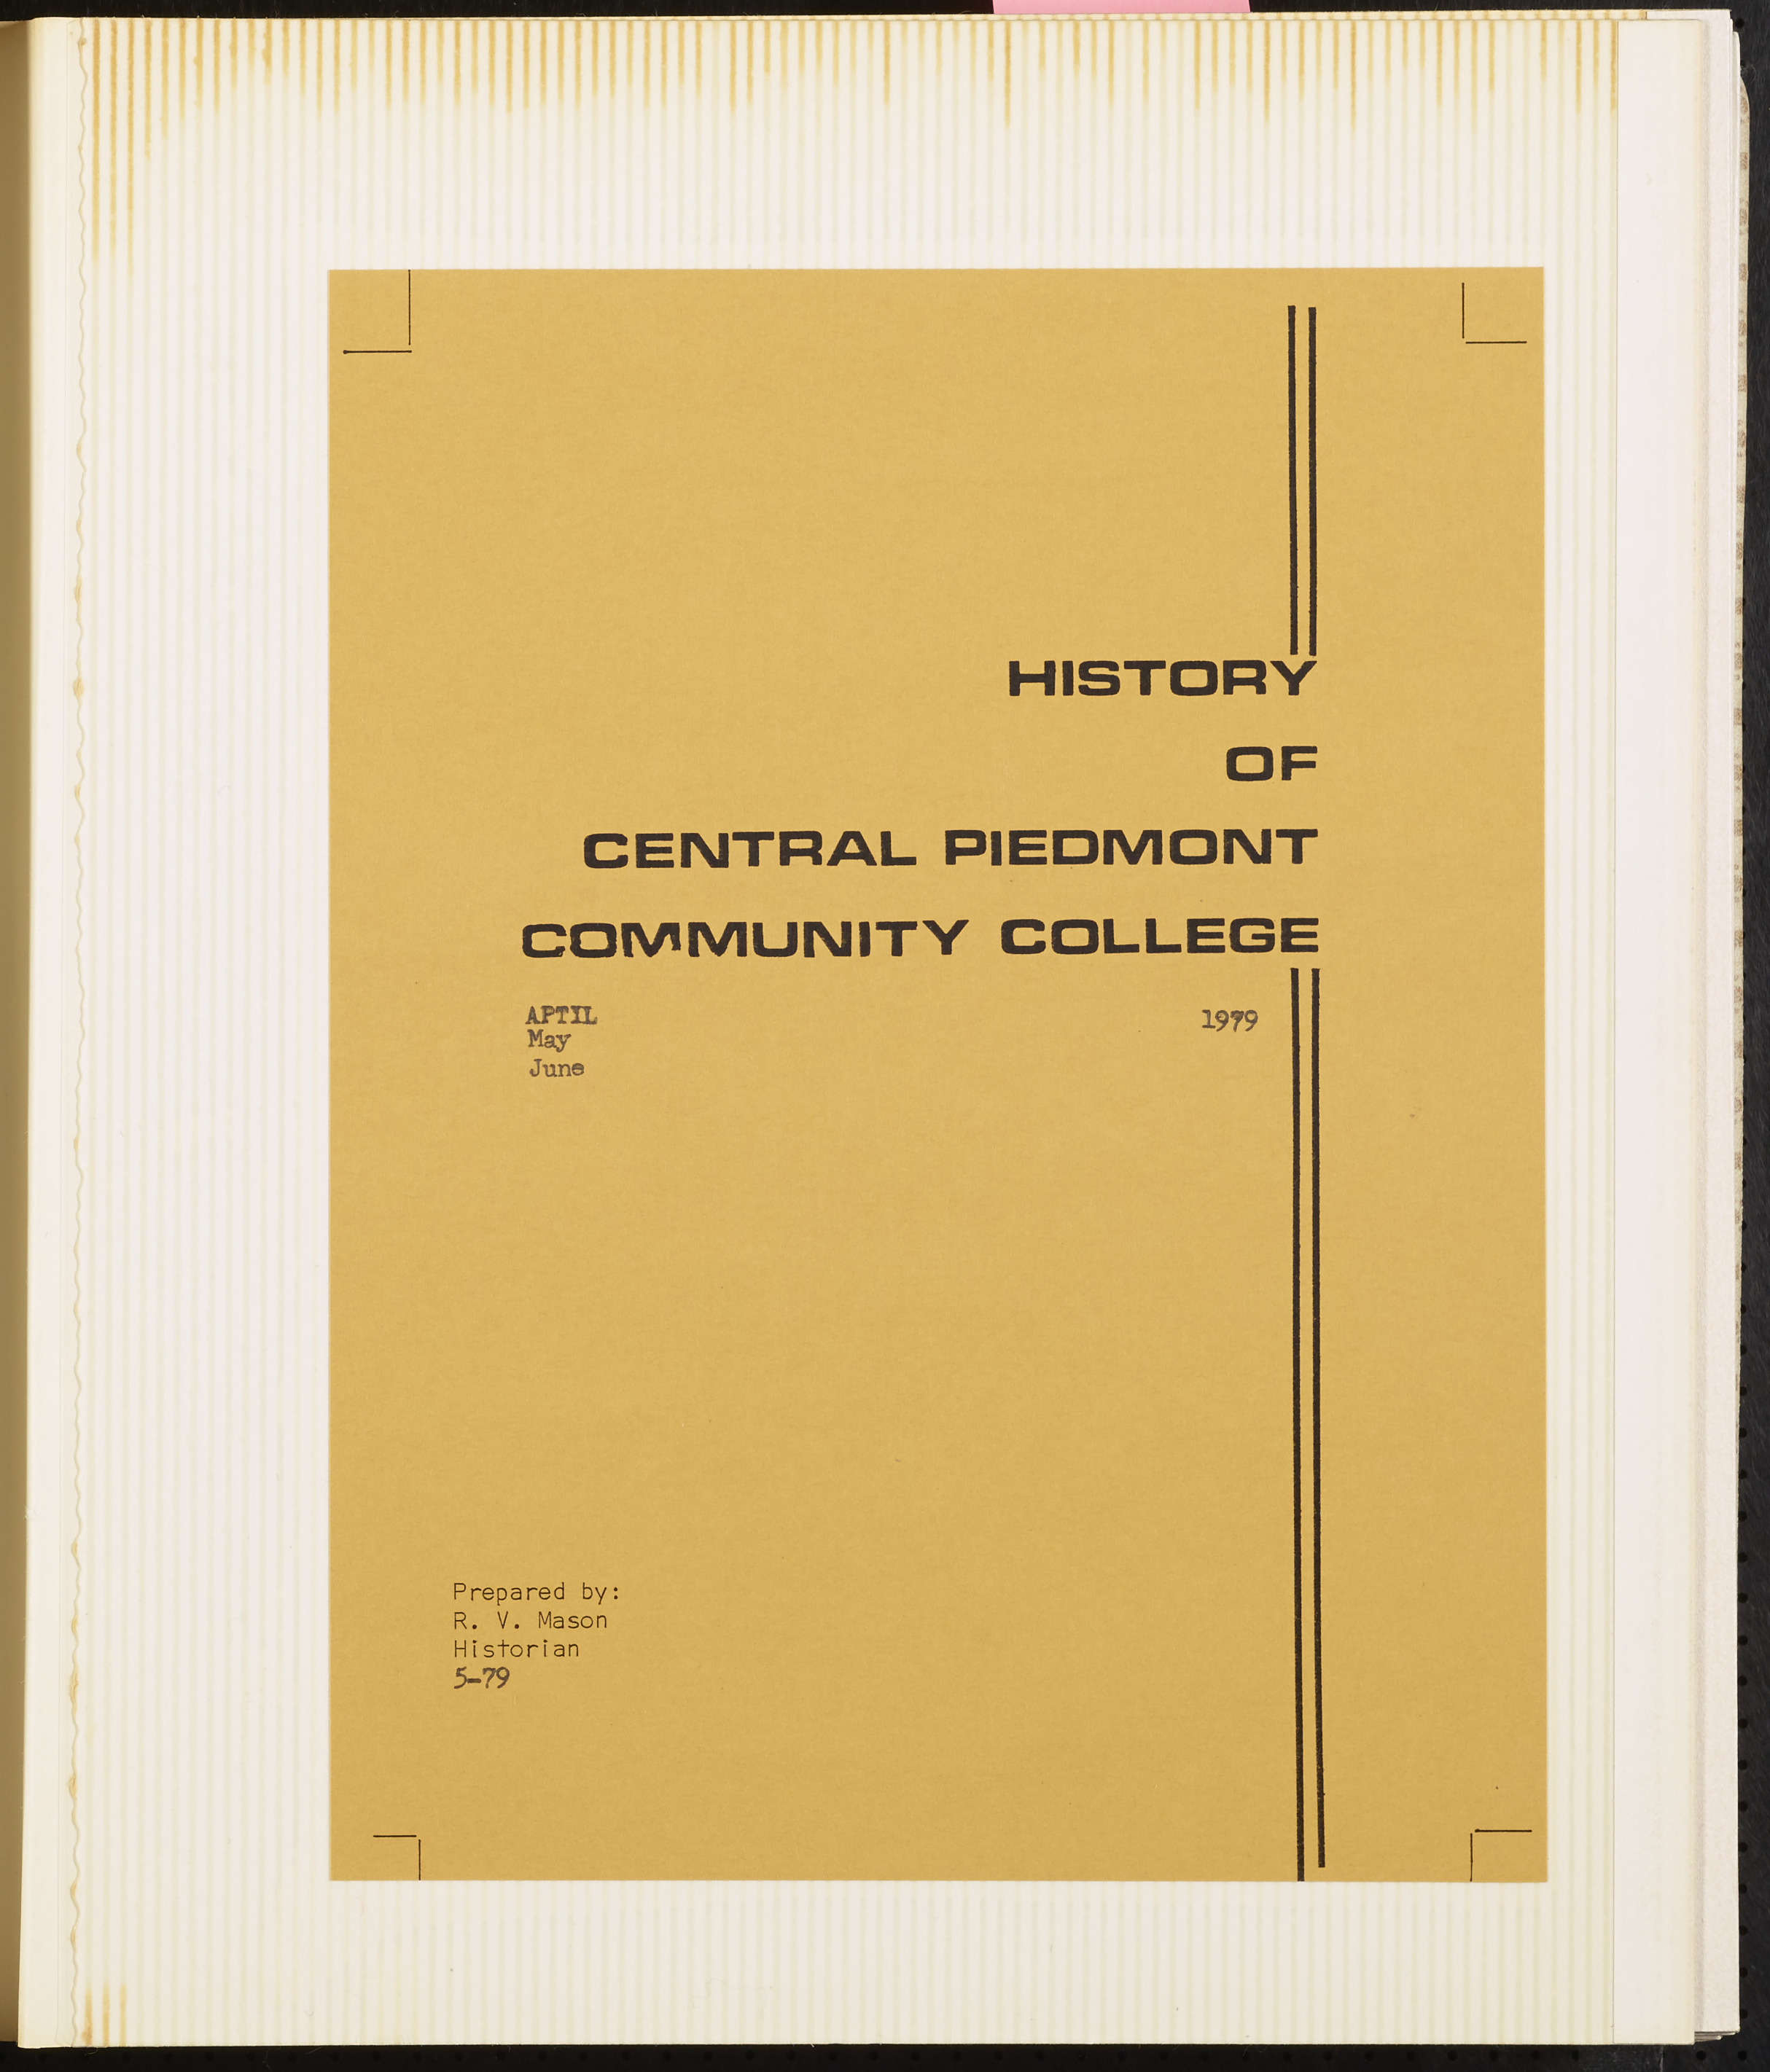 HISTORY
OF
CENTRAL PIEDMONT
COMMUNITY COLLEGE
APTIL 1979
May
June
Prepared by:
R. V. Mason
Historian
5-79